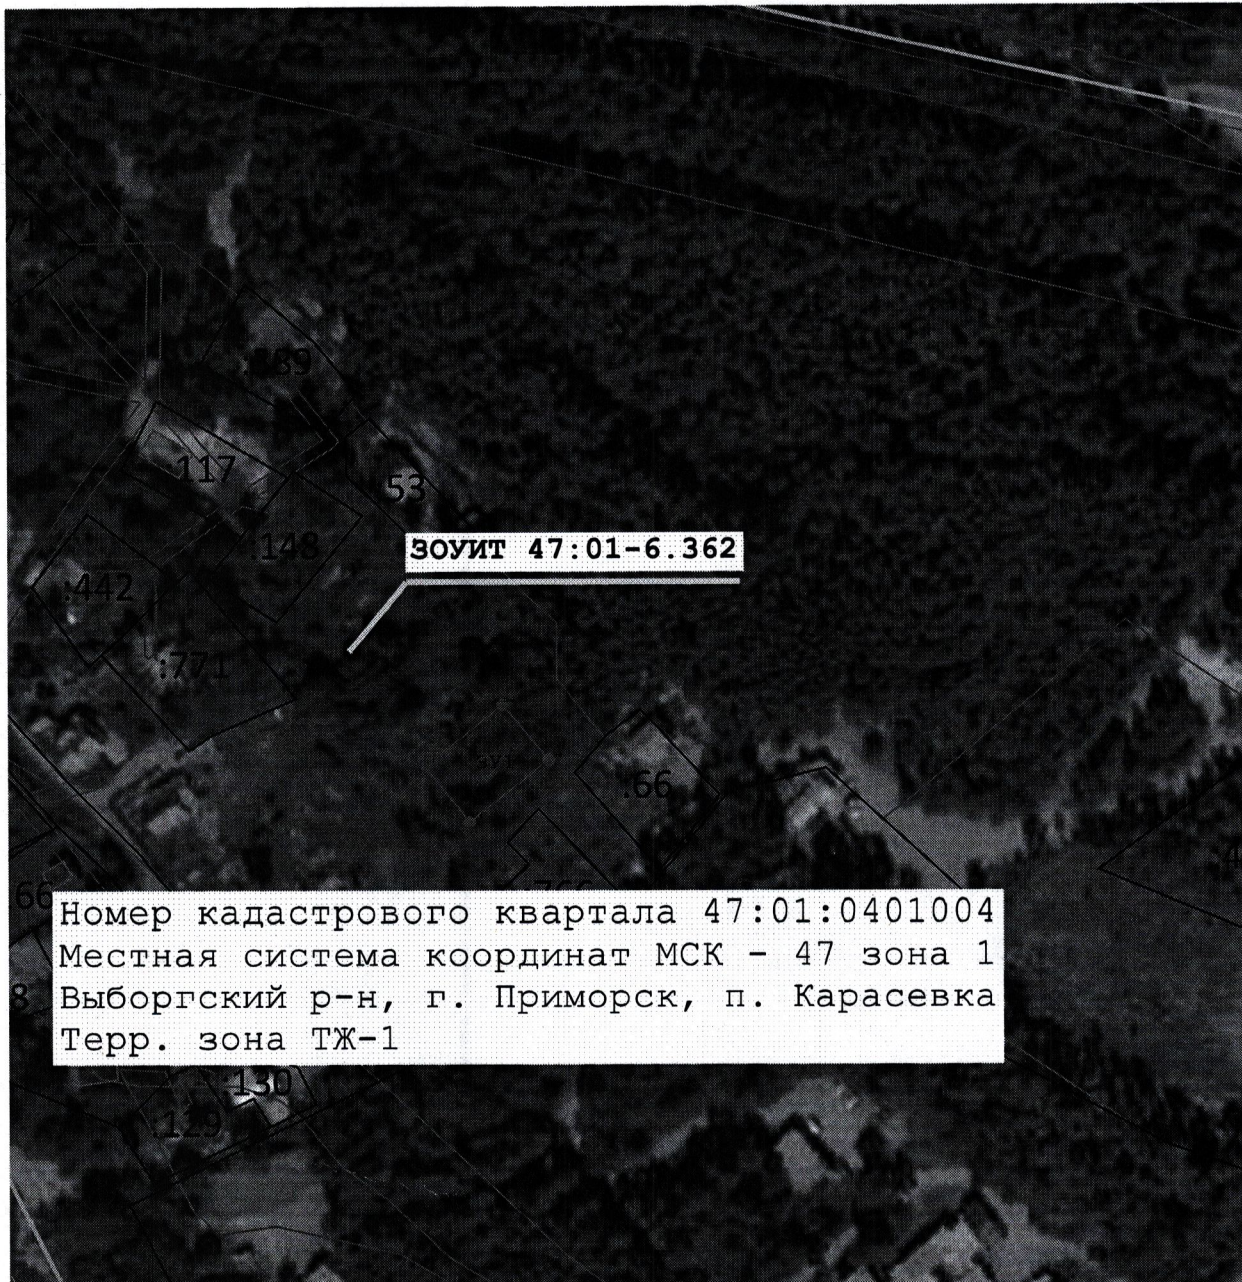 :117
53
:148
ЗОУИТ 47:01-6.362
:442
:771
:66
66
Номер кадастрового квартала 47:01:0401004
Местная система координат МСК - 47 зона 1
Выборгский р-н, г. Приморск, п. Карасевка
Терр. зона ТЖ-1
:130
:129